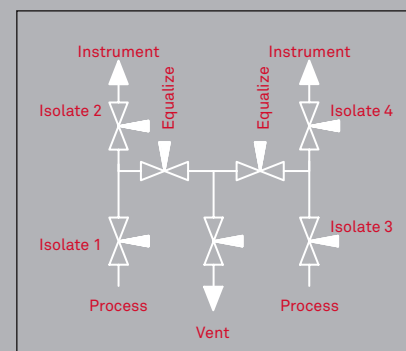 Instrument
Instrument
Equalize
Equalize
Isolate 2
Isolate 4
Isolate 1
Isolate 3
Process
Process
Vent